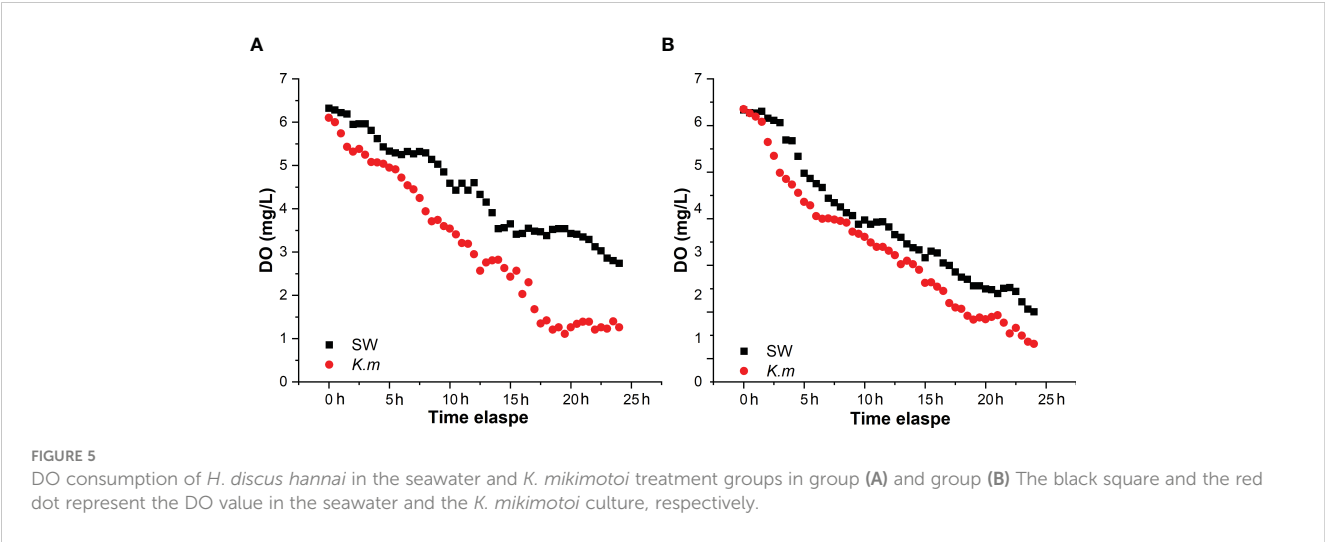 A
B
7
6
5
4
3
2
1
0
DO (mg/L)
SW
K.m
0 h
5 h
10 h
15 h
20 h
25 h
Time elaspe
7
6
5
4
3
2
1
0
DO (mg/L)
SW
K.m
0 h
5 h
10 h
15 h
20 h
25 h
Time elaspe
FIGURE 5
DO consumption of H. discus hannai in the seawater and K. mikimotoi treatment groups in group (A) and group (B) The black square and the red
dot represent the DO value in the seawater and the K. mikimotoi culture, respectively.